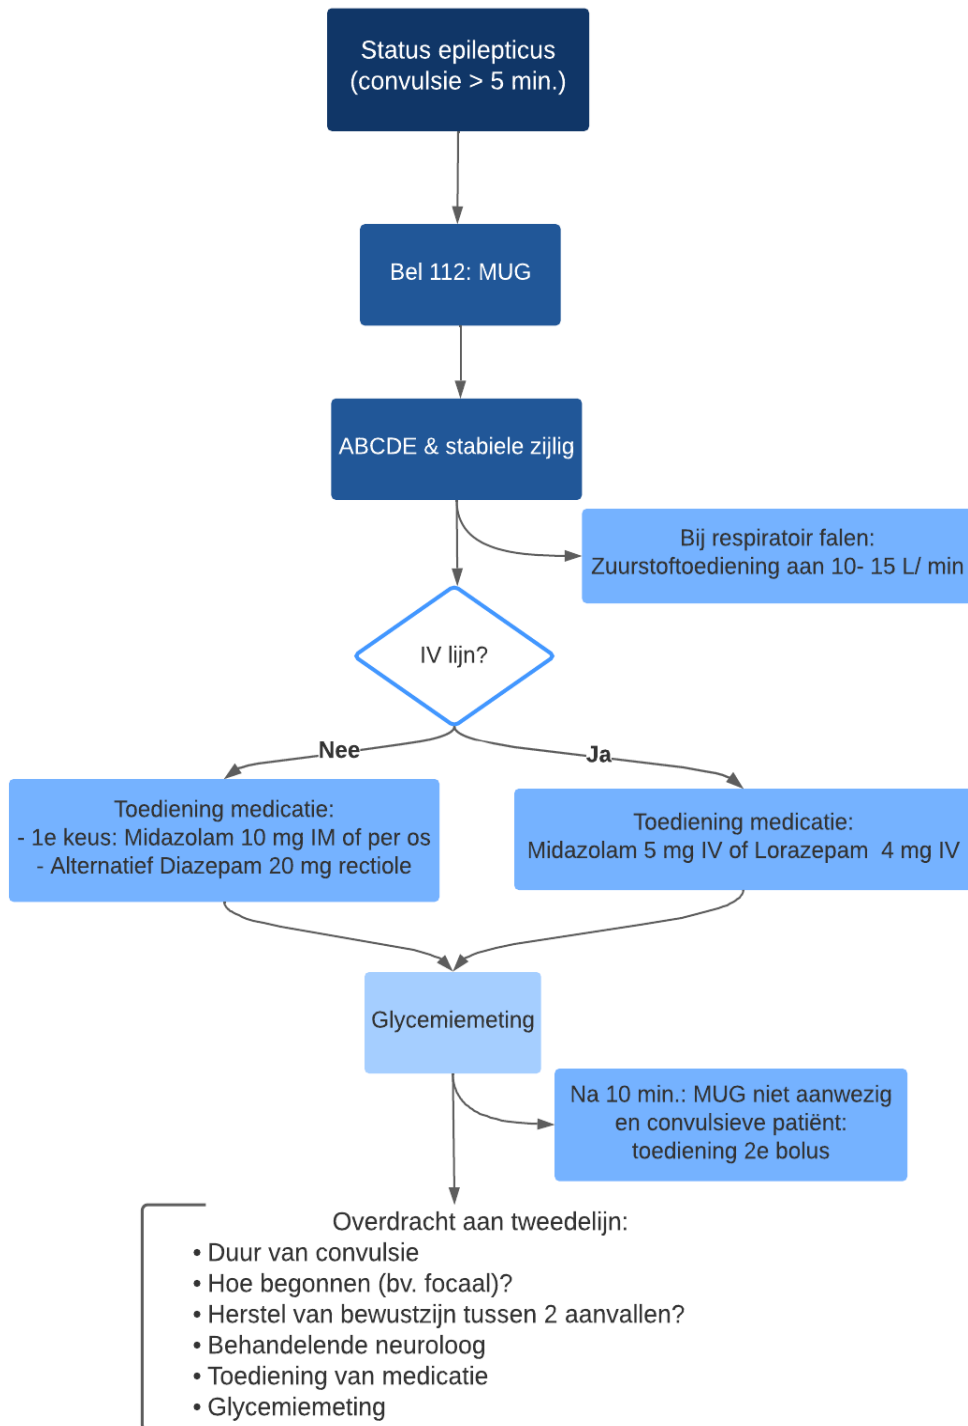 Status epilepticus
(convulsie > 5 min.)
Bel 112: MUG
ABCDE & stabiele zijlig
Bij respiratoir falen:
Zuurstoftoediening aan 10- 15 L/ min
IV lijn?
Nee
Ja
Toediening medicatie:
- 1e keus: Midazolam 10 mg IM of per os
- Alternatief Diazepam 20 mg rectiole
Toediening medicatie:
Midazolam 5 mg IV of Lorazepam 4 mg IV
Glycemiemeting
Na 10 min.: MUG niet aanwezig
en convulsieve patiënt:
toediening 2e bolus
Overdracht aan tweedelijn:
• Duur van convulsie
• Hoe begonnen (bv. focaal)?
• Herstel van bewustzijn tussen 2 aanvallen?
• Behandelende neuroloog
• Toediening van medicatie
• Glycemiemeting